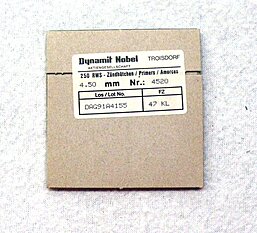 Dynamit Nobel TROISDORF
AKTIENGESELLSCHAFT
250 RWS - Zündhütchen / Primers / Amorces
4.50 mm Nr.: 4520
Los / Lot No. FZ
DAG91A4155 47 KL